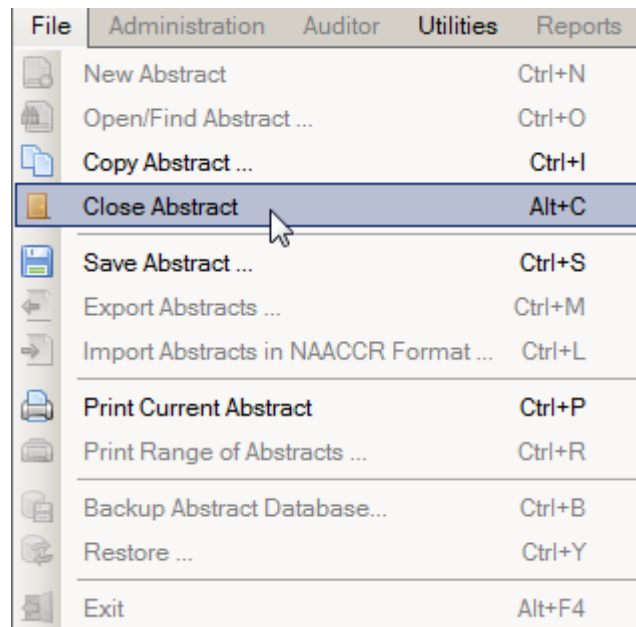 File Administration Auditor Utilities Reports
New Abstract Ctrl+N
Open/Find Abstract ... Ctrl+O
Copy Abstract ... Ctrl+I
Close Abstract Alt+C
Save Abstract ... Ctrl+S
Export Abstracts ... Ctrl+M
Import Abstracts in NAACCR Format ... Ctrl+L
Print Current Abstract Ctrl+P
Print Range of Abstracts ... Ctrl+R
Backup Abstract Database... Ctrl+B
Restore ... Ctrl+Y
Exit Alt+F4